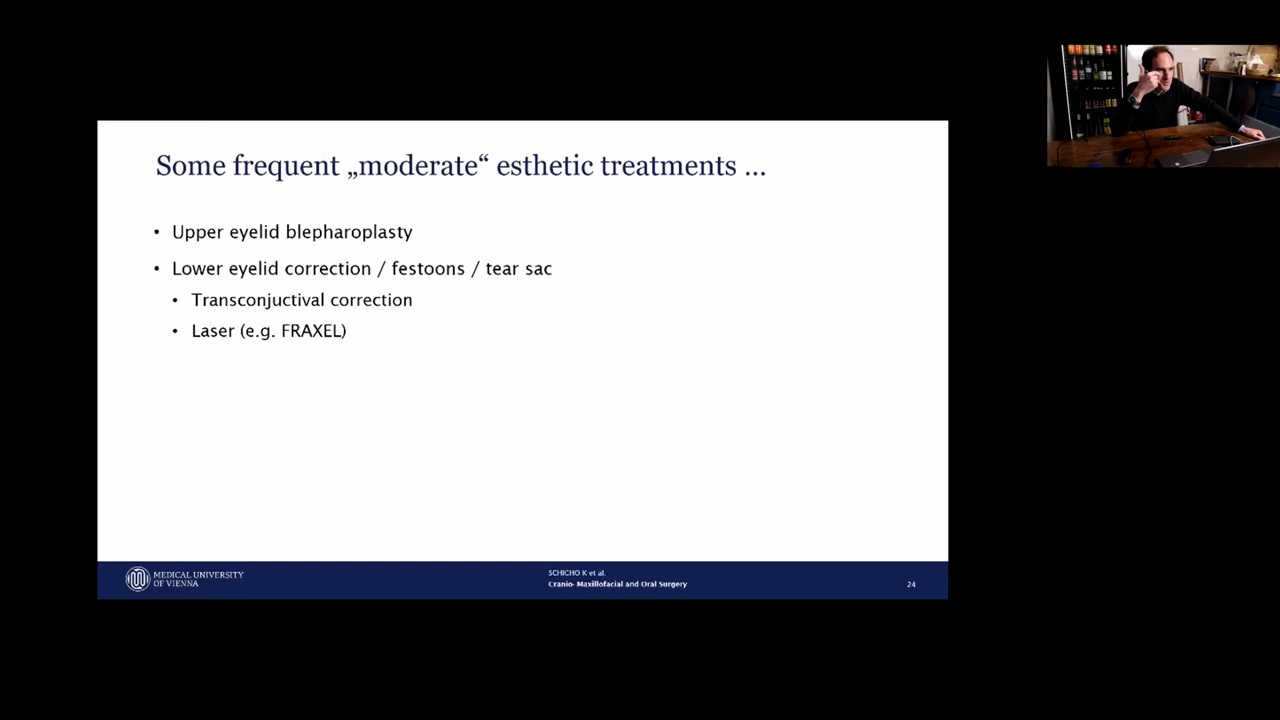 Some frequent „moderate“ esthetic treatments ...
• Upper eyelid blepharoplasty
• Lower eyelid correction / festoons / tear sac
• Transconjuctival correction
• Laser (e.g. FRAXEL)
MEDICAL UNIVERSITY
OF VIENNA
SCHICHO K et al.
Cranio- Maxillofacial and Oral Surgery
24